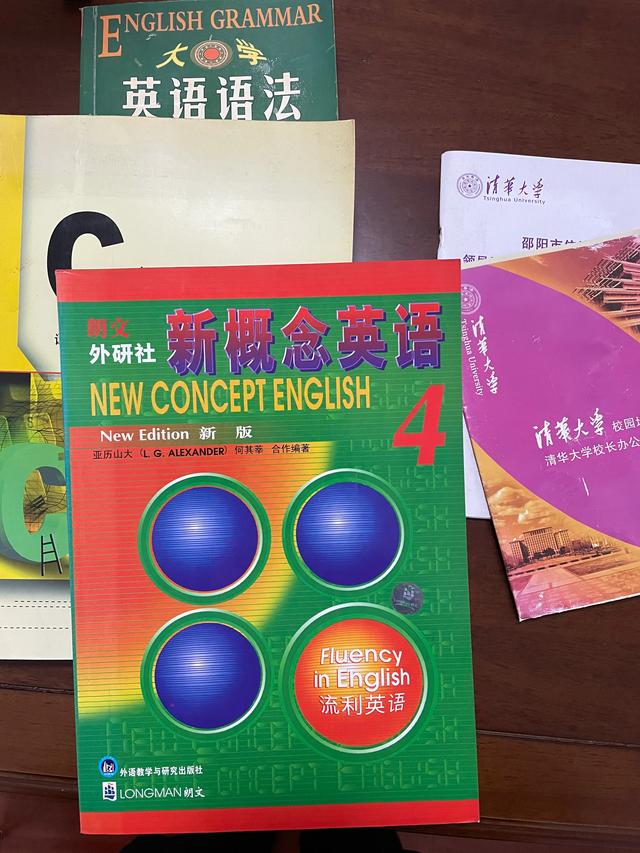 ENGLISH GRAMMAR
大学
英语语法
C
C
清华大学
Tsinghua University
邵阳市
清华大学
Tsinghua University
清华大学 校园
清华大学校长办公
朗文
外研社
新概念英语
NEW CONCEPT ENGLISH
4
New Edition 新 版
亚历山大 (L. G. ALEXANDER) 何其莘 合作编著
Fluency
in English
流利英语
外语教学与研究出版社
LONGMAN 朗文